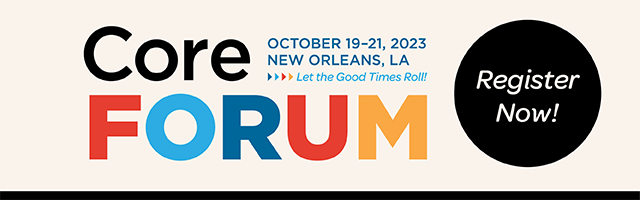 Core
OCTOBER 19–21, 2023
NEW ORLEANS, LA
Let the Good Times Roll!
FORUM
Register
Now!